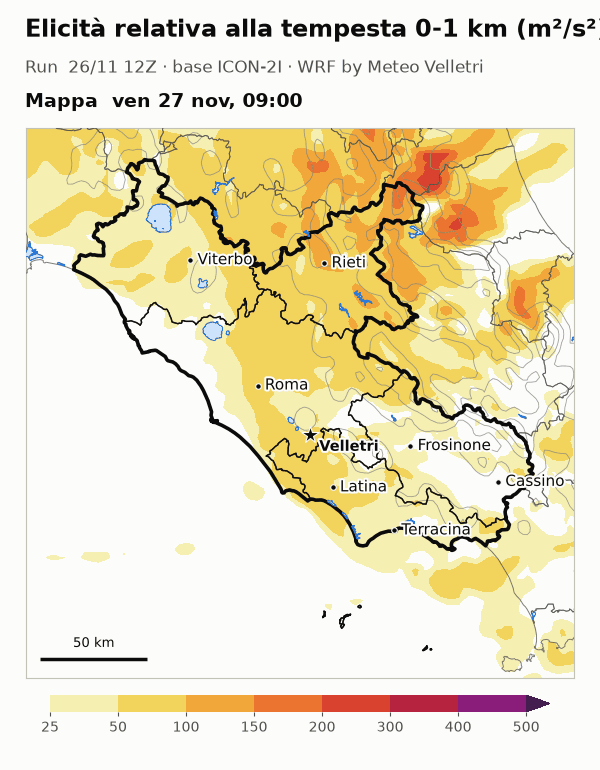 Elicità relativa alla tempesta 0-1 km (m²/s²)
Run  26/11 12Z · base ICON-2I · WRF by Meteo Velletri
Mappa  ven 27 nov, 09:00
Viterbo
Rieti
Roma
Velletri
Frosinone
Cassino
Latina
Terracina
50 km
25 50 100 150 200 300 400 500